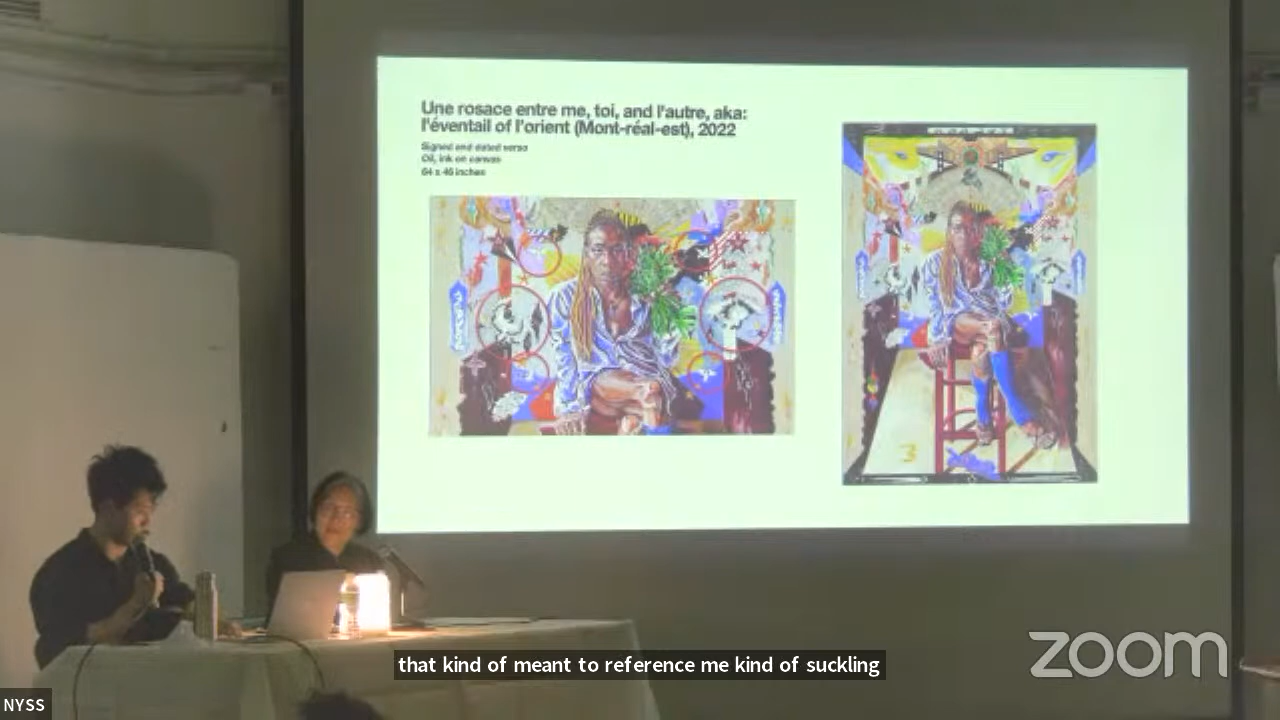 Une rosace entre me, toi, and l'autre, aka:
l'éventail of l'orient (Mont-réal-est), 2022
Signed and dated verso
Oil, ink on canvas
64 x 46 inches
3
that kind of meant to reference me kind of suckling
zoom
NYSS